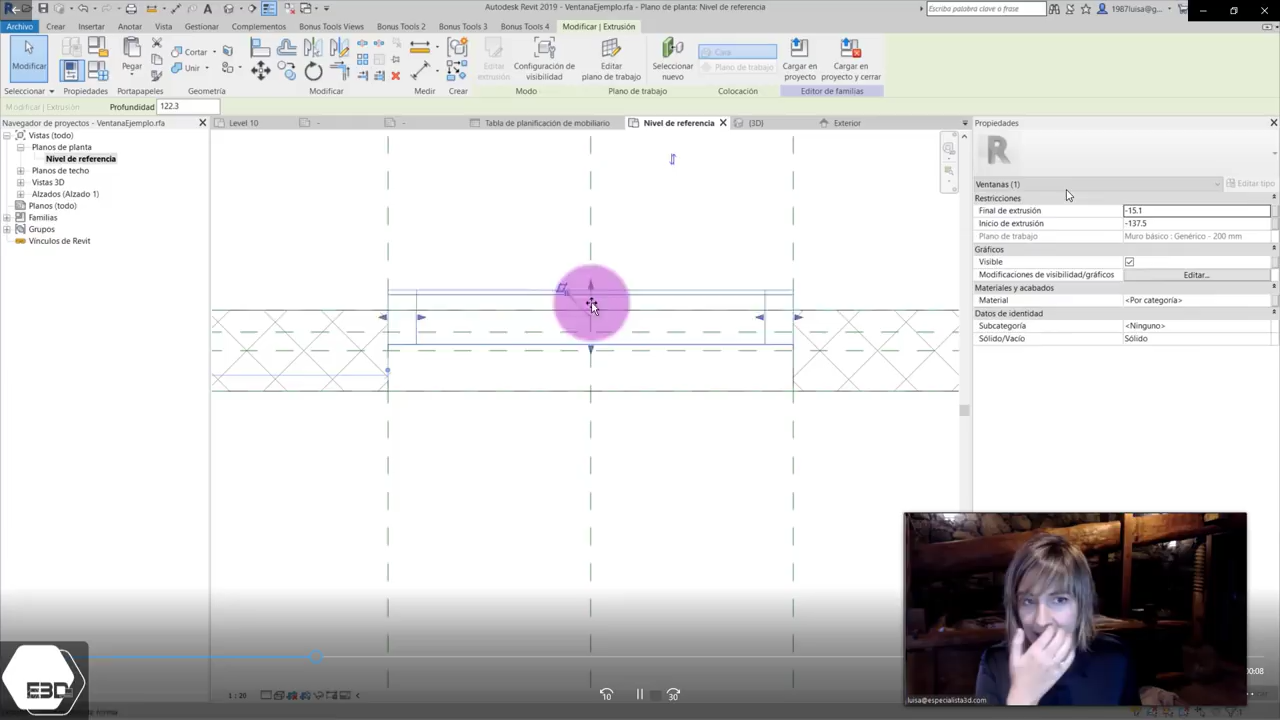 Autodesk Revit 2019 - VentanaEjemplo.rfa - Plano de planta: Nivel de referencia
Escriba palabra clave o frase
1987luisa@g...
Archivo Crear Insertar Anotar Vista Gestionar Complementos Bonus Tools Views Bonus Tools 2 Bonus Tools 3 Bonus Tools 4 Modificar | Extrusión
Modificar
Pegar
Cortar
Unir
Editar extrusión
Configuración de visibilidad
Editar plano de trabajo
Seleccionar nuevo
Cara
Plano de trabajo
Cargar en proyecto
Cargar en proyecto y cerrar
Seleccionar Propiedades Portapapeles Geometría Modificar Medir Crear Modo Plano de trabajo Colocación Editor de familias
Modificar | Extrusión Profundidad 122.3
Navegador de proyectos - VentanaEjemplo.rfa
Level 10 - - Tabla de planificación de mobiliario Nivel de referencia {3D} Exterior
Propiedades
Vistas (todo)
Planos de planta
Nivel de referencia
Planos de techo
Vistas 3D
Alzados (Alzado 1)
Planos (todo)
Familias
Grupos
Vínculos de Revit
Ventanas (1) Editar tipo
Restricciones
Final de extrusión -15.1
Inicio de extrusión -137.5
Plano de trabajo Muro básico : Genérico - 200 mm
Gráficos
Visible
Modificaciones de visibilidad/gráficos Editar...
Materiales y acabados
Material <Por categoría>
Datos de identidad
Subcategoría <Ninguno>
Sólido/Vacío Sólido
E3D
1 : 20
10
30
00:08
luisa@especialista3d.com